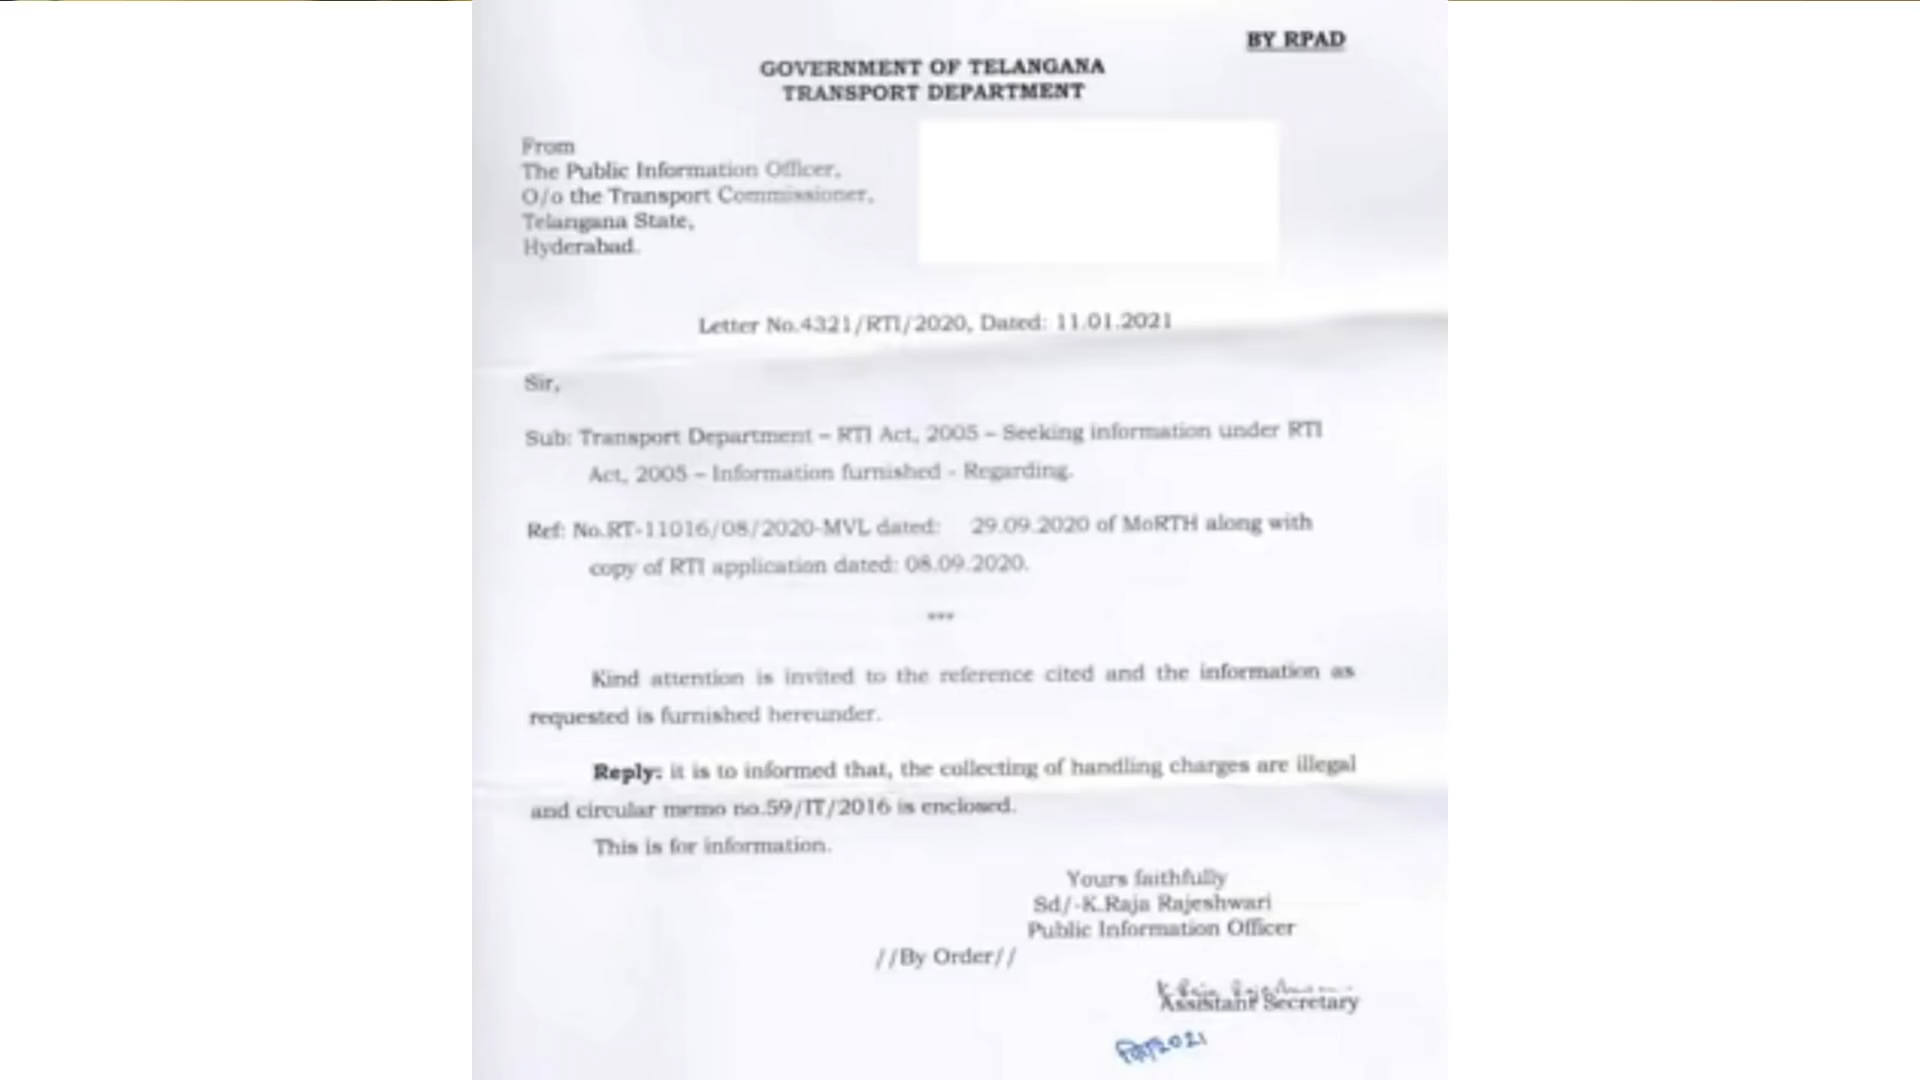 BY RPAD
GOVERNMENT OF TELANGANA
TRANSPORT DEPARTMENT
From
The Public Information Officer,
O/o the Transport Commissioner,
Telangana State,
Hyderabad.
Letter No.4321/RTI/2020, Dated: 11.01.2021
Sir,
Sub: Transport Department – RTI Act, 2005 – Seeking information under RTI
Act, 2005 – Information furnished - Regarding.
Ref: No.RT-11016/08/2020-MVL dated: 29.09.2020 of MoRTH along with
copy of RTI application dated: 08.09.2020.
***
Kind attention is invited to the reference cited and the information as
requested is furnished hereunder.
Reply: it is to informed that, the collecting of handling charges are illegal
and circular memo no.59/IT/2016 is enclosed.
This is for information.
Yours faithfully
Sd/-K.Raja Rajeshwari
Public Information Officer
//By Order//
Assistant Secretary